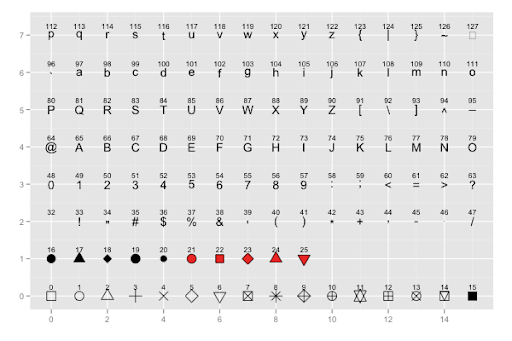 112 113 114 115 116 117 118 119 120 121 122 123 124 125 126 127
7 p q r s t u v w x y z { | } ~
96 97 98 99 100 101 102 103 104 105 106 107 108 109 110 111
6 ` a b c d e f g h i j k l m n o
80 81 82 83 84 85 86 87 88 89 90 91 92 93 94 95
5 P Q R S T U V W X Y Z [ \ ] ^ _
64 65 66 67 68 69 70 71 72 73 74 75 76 77 78 79
4 @ A B C D E F G H I J K L M N O
48 49 50 51 52 53 54 55 56 57 58 59 60 61 62 63
3 0 1 2 3 4 5 6 7 8 9 : ; < = > ?
32 33 34 35 36 37 38 39 40 41 42 43 44 45 46 47
2 ! " # $ % & ' ( ) * + , - . /
16 17 18 19 20 21 22 23 24 25
1
0 1 2 3 4 5 6 7 8 9 10 11 12 13 14 15
0
0 2 4 6 8 10 12 14